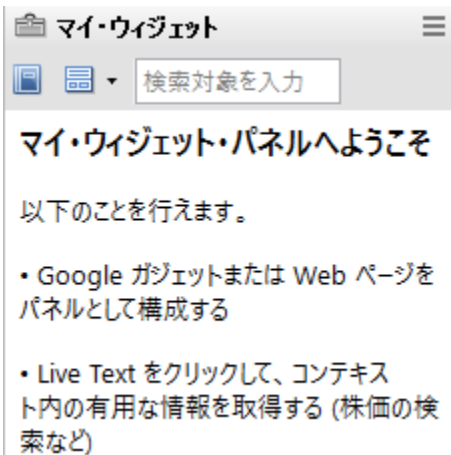 マイ・ウィジェット
検索対象を入力
マイ・ウィジェット・パネルへようこそ
以下のことを行えます。
• Google ガジェットまたは Web ページを
パネルとして構成する
• Live Text をクリックして、コンテキス
ト内の有用な情報を取得する (株価の検
索など)